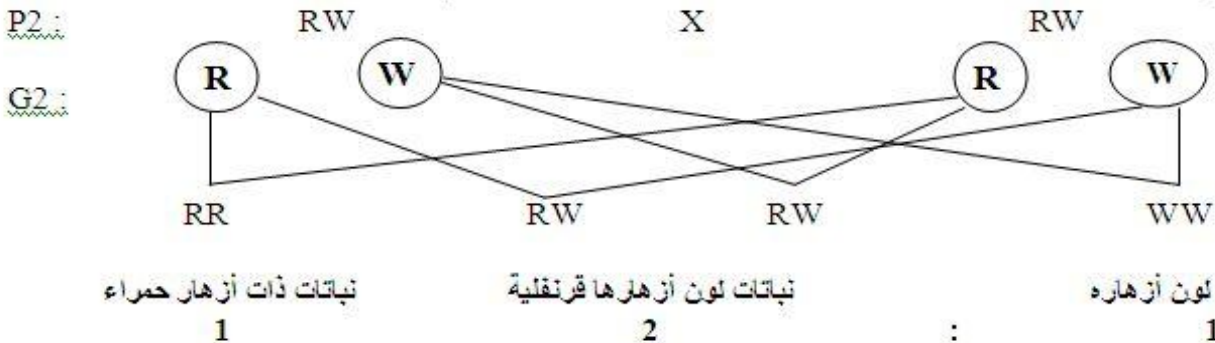 P2 : RW X RW
R W R W
G2 :
RR RW RW WW
نباتات ذات أزهار حمراء نباتات لون أزهارها قرنفلية لون أزهاره
1 2 : 1